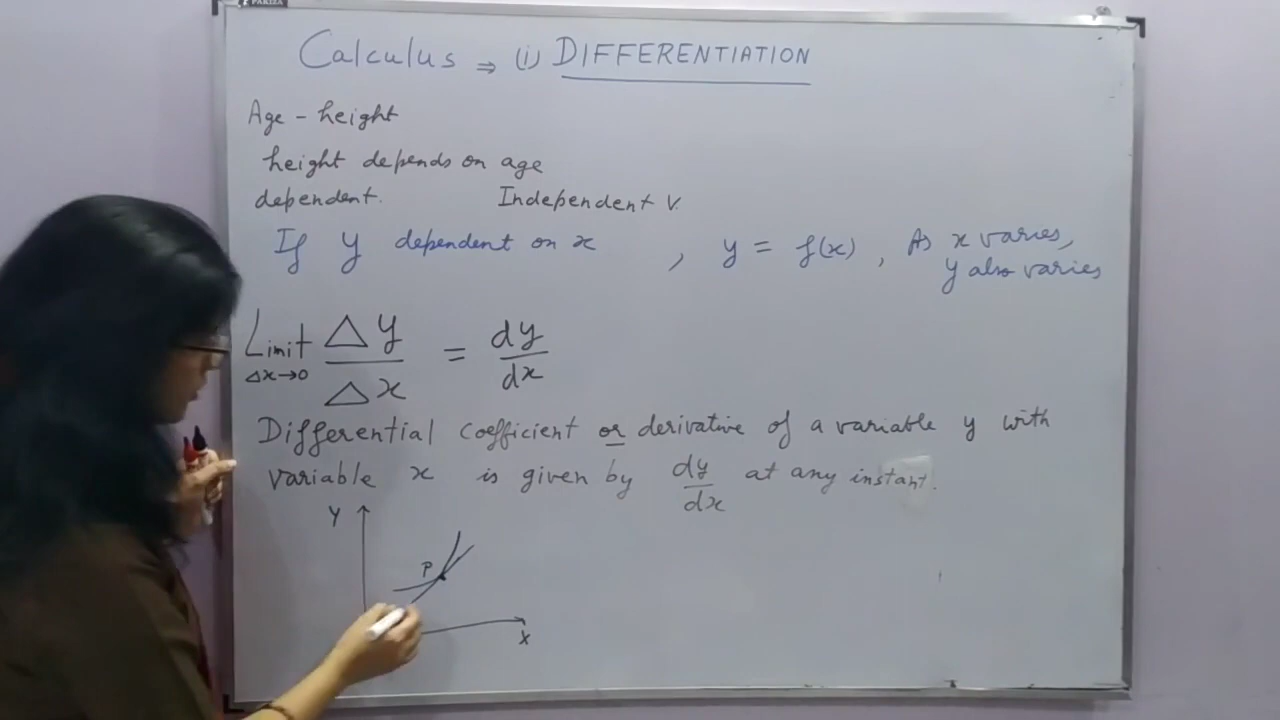 PARIZA
Calculus ⇒ (i) DIFFERENTIATION
Age - height
height depends on age
dependent. Independent V.
If y dependent on x , y = f(x) , As x varies,
y also varies
Limit Δx→0 Δy/Δx = dy/dx
Differential coefficient or derivative of a variable y with
variable x is given by dy/dx at any instant.
Y
P
X